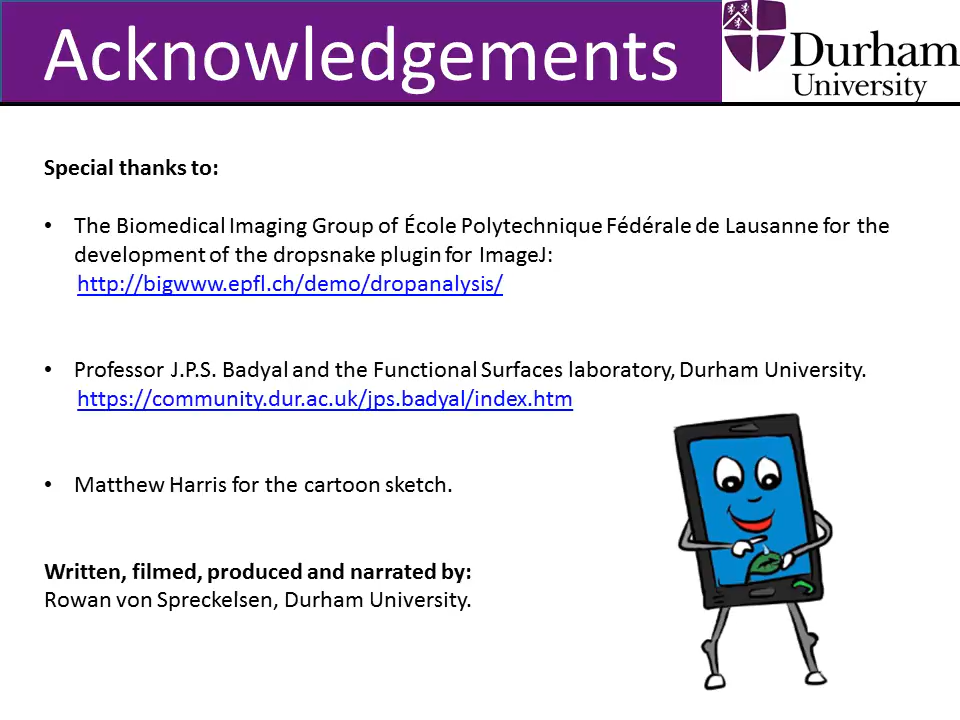 Acknowledgements
Durham
University
Special thanks to:
• The Biomedical Imaging Group of École Polytechnique Fédérale de Lausanne for the
development of the dropsnake plugin for ImageJ:
http://bigwww.epfl.ch/demo/dropanalysis/
• Professor J.P.S. Badyal and the Functional Surfaces laboratory, Durham University.
https://community.dur.ac.uk/jps.badyal/index.htm
• Matthew Harris for the cartoon sketch.
Written, filmed, produced and narrated by:
Rowan von Spreckelsen, Durham University.